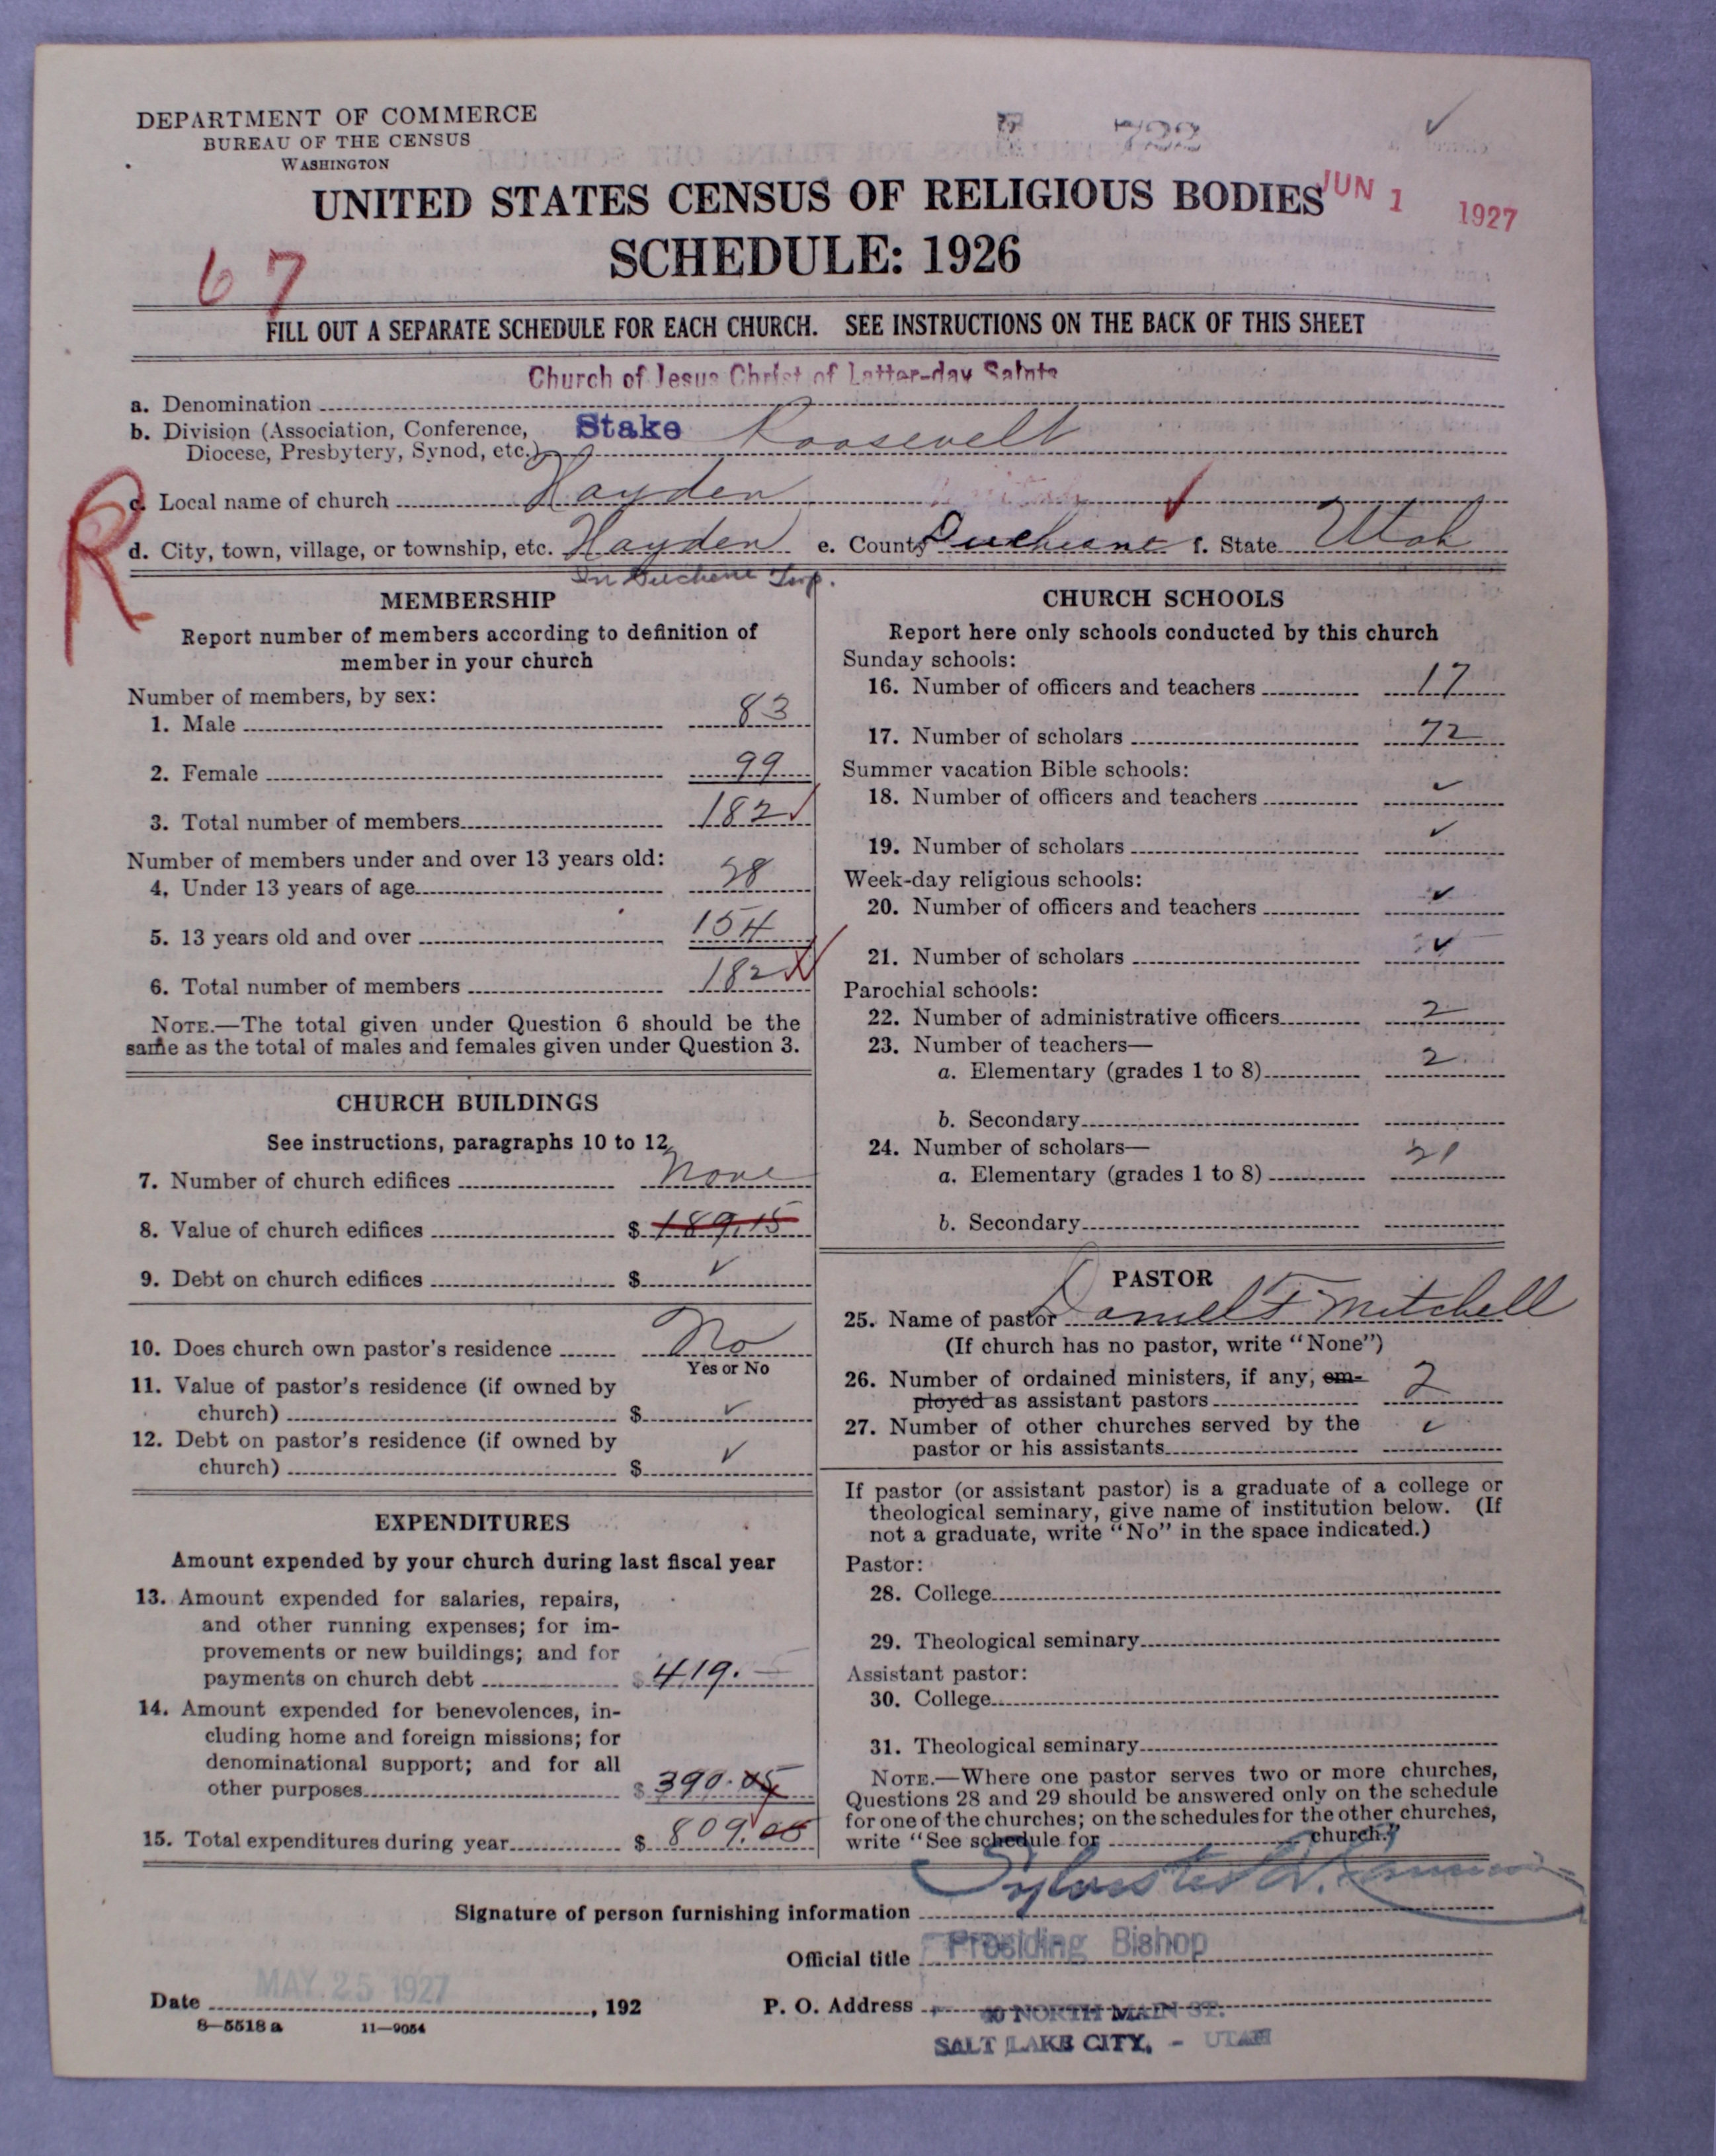 DEPARTMENT OF COMMERCE
BUREAU OF THE CENSUS
WASHINGTON
722
UNITED STATES CENSUS OF RELIGIOUS BODIES
JUN 1 1927
SCHEDULE: 1926
67
FILL OUT A SEPARATE SCHEDULE FOR EACH CHURCH. SEE INSTRUCTIONS ON THE BACK OF THIS SHEET
Church of Jesus Christ of Latter-day Saints
a. Denomination
b. Division (Association, Conference, Diocese, Presbytery, Synod, etc.) Stake Roosevelt
R
c. Local name of church Hayden
d. City, town, village, or township, etc. Hayden e. County Duchesne f. State Utah
In Duchene Twp.
MEMBERSHIP
Report number of members according to definition of
member in your church
Number of members, by sex:
1. Male 83
2. Female 99
3. Total number of members 182
Number of members under and over 13 years old:
4. Under 13 years of age 28
5. 13 years old and over 154
6. Total number of members 182
NOTE.—The total given under Question 6 should be the
same as the total of males and females given under Question 3.
CHURCH BUILDINGS
See instructions, paragraphs 10 to 12
7. Number of church edifices none
8. Value of church edifices $ 189.15
9. Debt on church edifices $ ✓
10. Does church own pastor's residence No
Yes or No
11. Value of pastor's residence (if owned by
church) $ ✓
12. Debt on pastor's residence (if owned by
church) $ ✓
EXPENDITURES
Amount expended by your church during last fiscal year
13. Amount expended for salaries, repairs,
and other running expenses; for im-
provements or new buildings; and for
payments on church debt $ 419.—
14. Amount expended for benevolences, in-
cluding home and foreign missions; for
denominational support; and for all
other purposes $ 390.05
15. Total expenditures during year $ 809.05
CHURCH SCHOOLS
Report here only schools conducted by this church
Sunday schools:
16. Number of officers and teachers 17
17. Number of scholars 72
Summer vacation Bible schools:
18. Number of officers and teachers ✓
19. Number of scholars ✓
Week-day religious schools:
20. Number of officers and teachers ✓
21. Number of scholars ✓
Parochial schools:
22. Number of administrative officers 2
23. Number of teachers—
a. Elementary (grades 1 to 8) 2
b. Secondary
24. Number of scholars—
a. Elementary (grades 1 to 8) 21
b. Secondary
PASTOR
25. Name of pastor Daniel F Mitchell
(If church has no pastor, write "None")
26. Number of ordained ministers, if any, em-
ployed as assistant pastors 2
27. Number of other churches served by the
pastor or his assistants ✓
If pastor (or assistant pastor) is a graduate of a college or
theological seminary, give name of institution below. (If
not a graduate, write "No" in the space indicated.)
Pastor:
28. College
29. Theological seminary
Assistant pastor:
30. College
31. Theological seminary
NOTE.—Where one pastor serves two or more churches,
Questions 28 and 29 should be answered only on the schedule
for one of the churches; on the schedules for the other churches,
write "See schedule for church."
Signature of person furnishing information Sylvester Q. Cannon
Official title Presiding Bishop
Date MAY 25 1927, 192
P. O. Address 40 NORTH MAIN ST.
SALT LAKE CITY, - UTAH
8-5518 a 11-9054